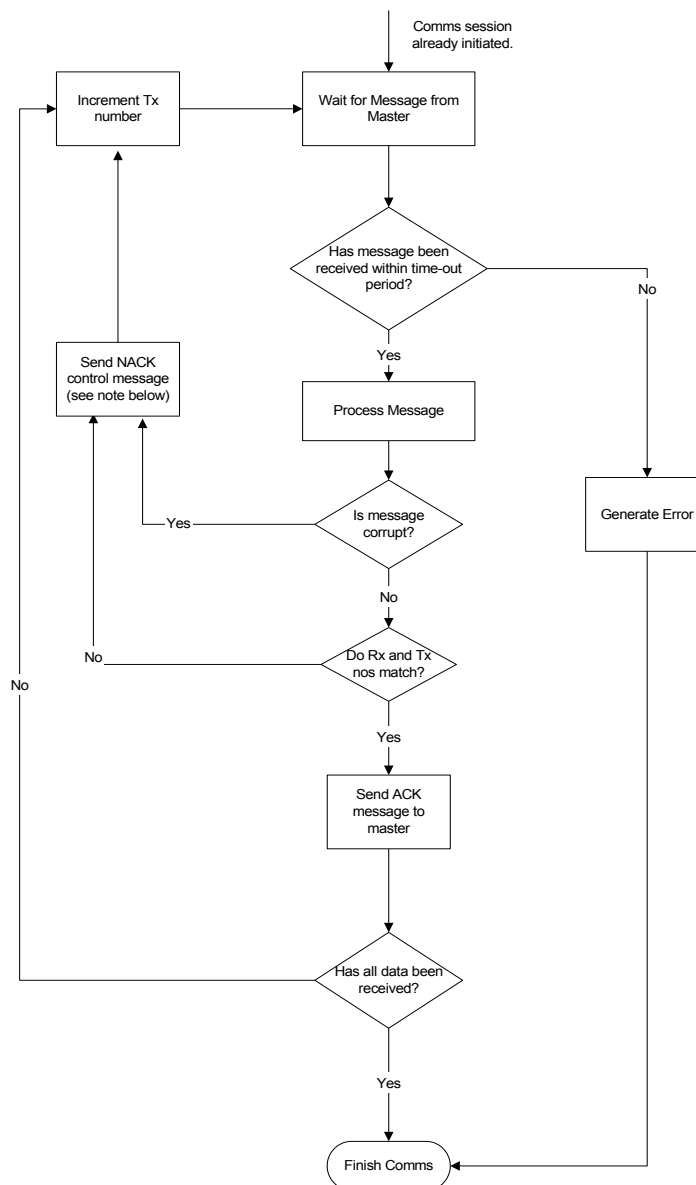 Comms session
already initiated.
Increment Tx
number
Wait for Message from
Master
Has message been
received within time-out
period?
No
Yes
Send NACK
control message
(see note below)
Process Message
Is message
corrupt?
Yes
Generate Error
No
Do Rx and Tx
nos match?
No
No
Yes
Send ACK
message to
master
Has all data been
received?
Yes
Finish Comms